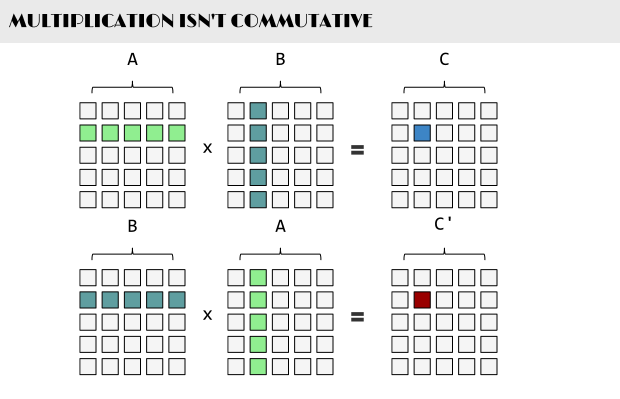 MULTIPLICATION ISN'T COMMUTATIVE
A B C
x =
B A C'
x =